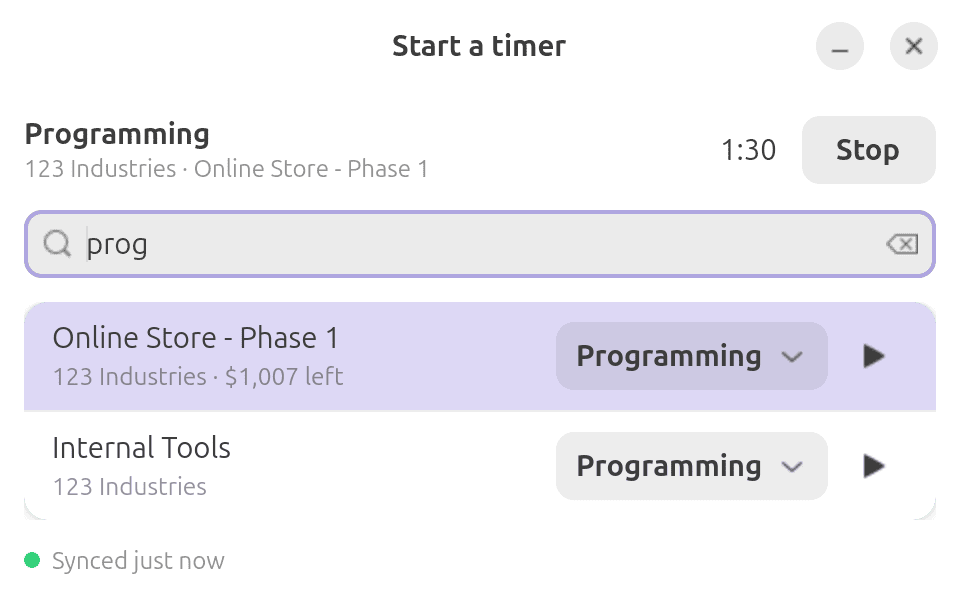 Start a timer
Programming
123 Industries · Online Store - Phase 1
1:30
Stop
prog
Online Store - Phase 1
123 Industries · $1,007 left
Programming
Internal Tools
123 Industries
Programming
Synced just now